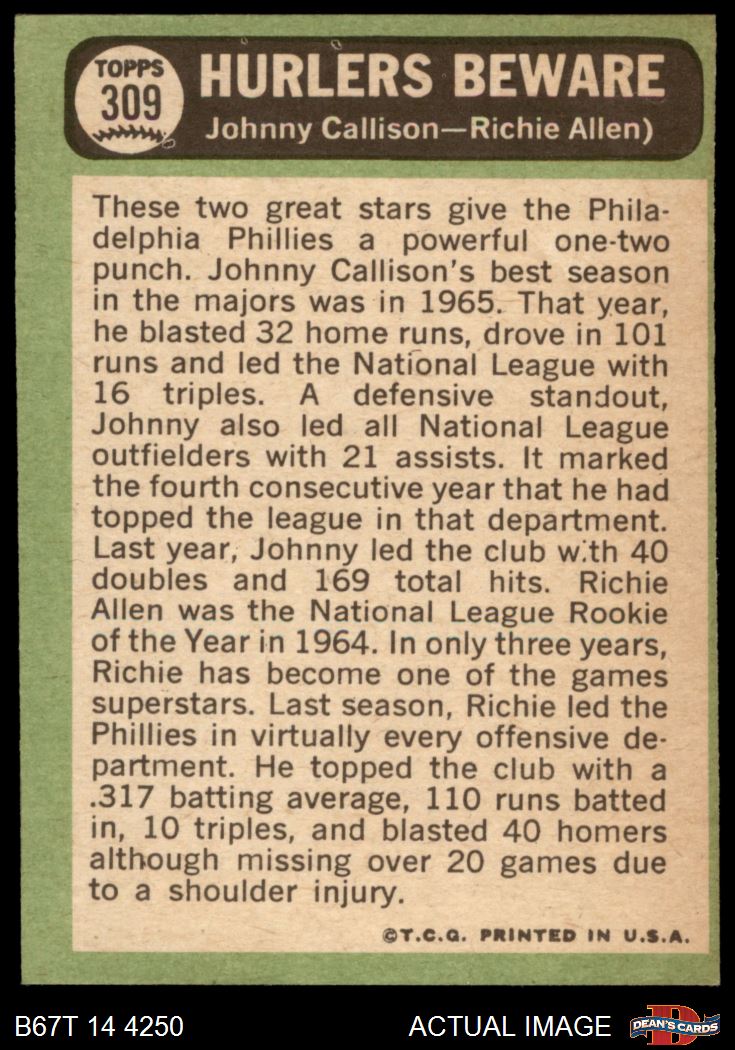 TOPPS
309
HURLERS BEWARE
Johnny Callison—Richie Allen)
These two great stars give the Phila-
delphia Phillies a powerful one-two
punch. Johnny Callison's best season
in the majors was in 1965. That year,
he blasted 32 home runs, drove in 101
runs and led the National League with
16 triples. A defensive standout,
Johnny also led all National League
outfielders with 21 assists. It marked
the fourth consecutive year that he had
topped the league in that department.
Last year, Johnny led the club with 40
doubles and 169 total hits. Richie
Allen was the National League Rookie
of the Year in 1964. In only three years,
Richie has become one of the games
superstars. Last season, Richie led the
Phillies in virtually every offensive de-
partment. He topped the club with a
.317 batting average, 110 runs batted
in, 10 triples, and blasted 40 homers
although missing over 20 games due
to a shoulder injury.
©T.C.G. PRINTED IN U.S.A.
B67T 14 4250
ACTUAL IMAGE
D
DEAN'S CARDS